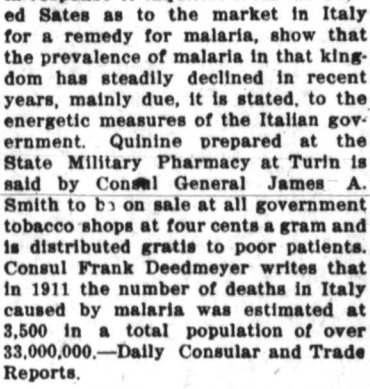 ed Sates as to the market in Italy
for a remedy for malaria, show that
the prevalence of malaria in that king-
dom has steadily declined in recent
years, mainly due, it is stated, to the
energetic measures of the Italian gov-
ernment. Quinine prepared at the
State Military Pharmacy at Turin is
said by Consul General James A.
Smith to be on sale at all government
tobacco shops at four cents a gram and
is distributed gratis to poor patients.
Consul Frank Deedmeyer writes that
in 1911 the number of deaths in Italy
caused by malaria was estimated at
3,500 in a total population of over
33,000,000.—Daily Consular and Trade
Reports.